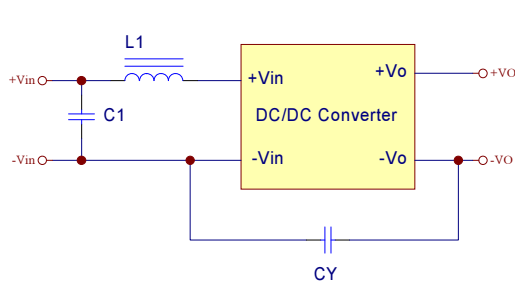 L1
+Vin
+Vin
+Vo
+VO
C1
DC/DC Converter
-Vin
-Vin
-Vo
-VO
CY